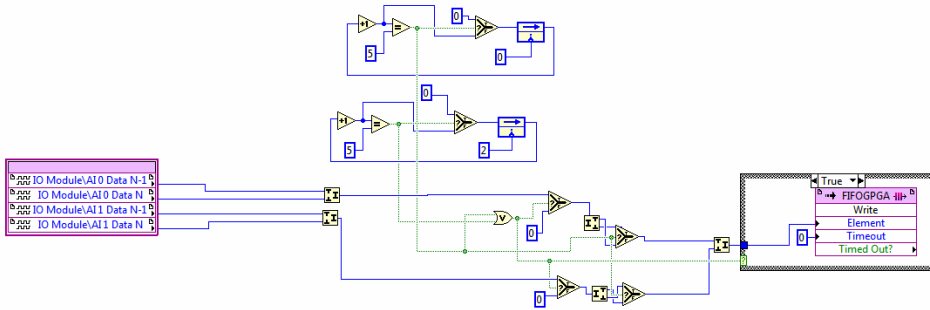 +1
=
5
0
?
0
+1
=
5
0
?
2
IO Module\AI 0 Data N-1
IO Module\AI 0 Data N
IO Module\AI 1 Data N-1
IO Module\AI 1 Data N
V
?
0
?
?
0
?
True
FIFOGPGA
Write
Element
0
Timeout
Timed Out?
?